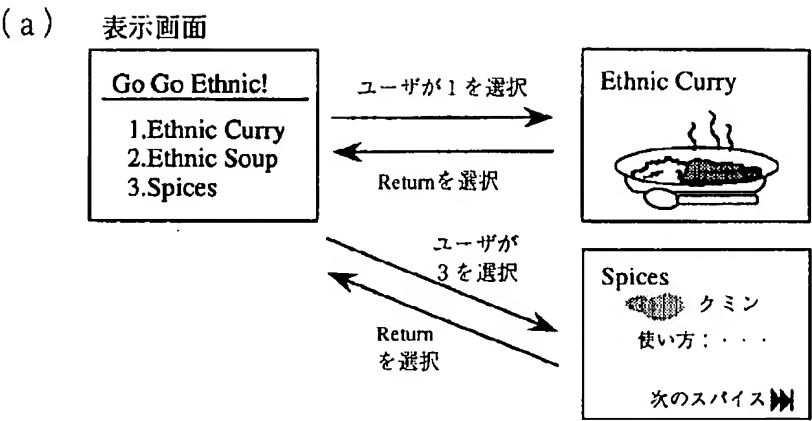 (a) 表示画面
Go Go Ethnic!
1.Ethnic Curry
2.Ethnic Soup
3.Spices
ユーザが1を選択
Returnを選択
Ethnic Curry
ユーザが
3を選択
Return
を選択
Spices
クミン
使い方:・・・
次のスパイス